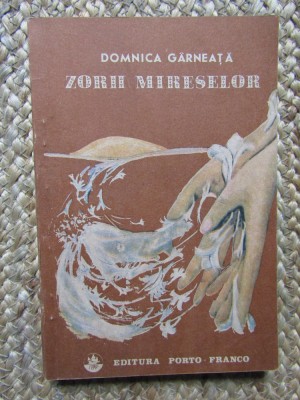 DOMNICA GÂRNEAȚĂ
ZORII MIRESELOR
EDITURA PORTO-FRANCO